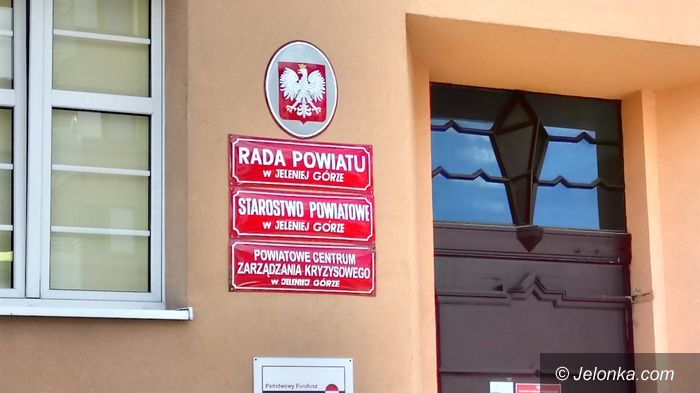 RADA POWIATU
W JELENIEJ GÓRZE
STAROSTWO POWIATOWE
W JELENIEJ GÓRZE
POWIATOWE CENTRUM
ZARZĄDZANIA KRYZYSOWEGO
W JELENIEJ GÓRZE
Państwowy Fundusz
© Jelonka.com